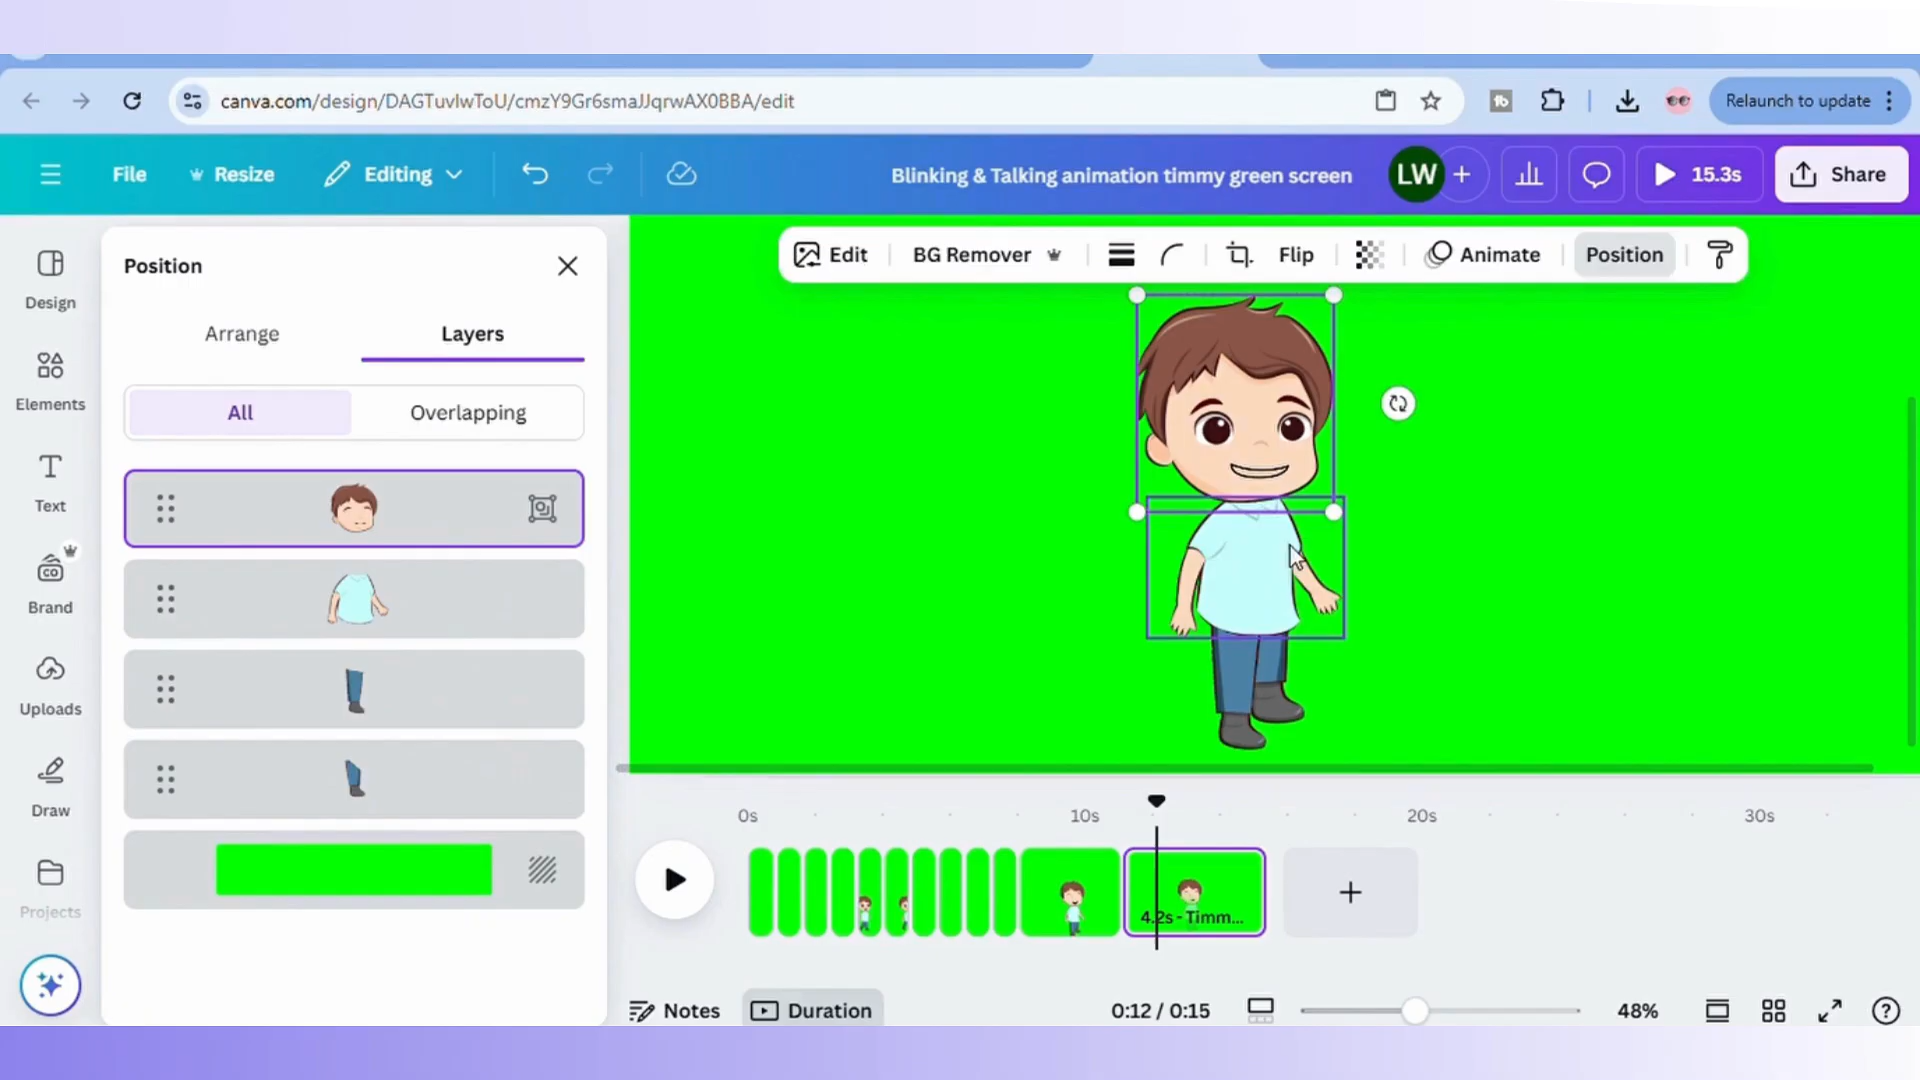 canva.com/design/DAGTuvlwToU/cmzY9Gr6smaJJqrwAX0BBA/edit
Relaunch to update
File
Resize
Editing
Blinking & Talking animation timmy green screen
LW
15.3s
Share
Design
Elements
Text
Brand
Uploads
Draw
Projects
Position
Arrange
Layers
All
Overlapping
Edit
BG Remover
Flip
Animate
Position
0s
10s
20s
30s
4.2s - Timm...
Notes
Duration
0:12 / 0:15
48%